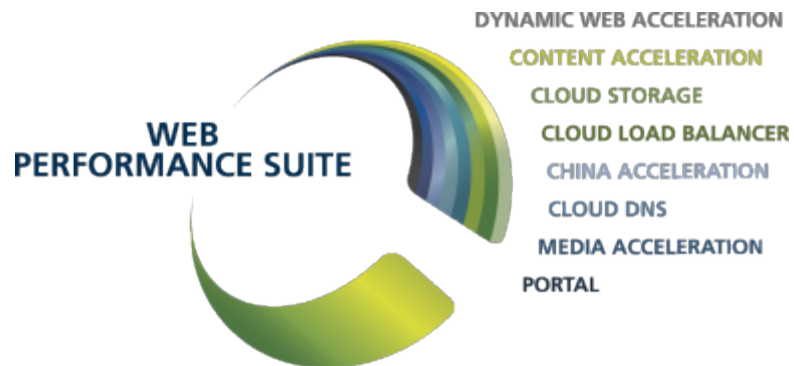 DYNAMIC WEB ACCELERATION
CONTENT ACCELERATION
CLOUD STORAGE
WEB
PERFORMANCE SUITE
CLOUD LOAD BALANCER
CHINA ACCELERATION
CLOUD DNS
MEDIA ACCELERATION
PORTAL